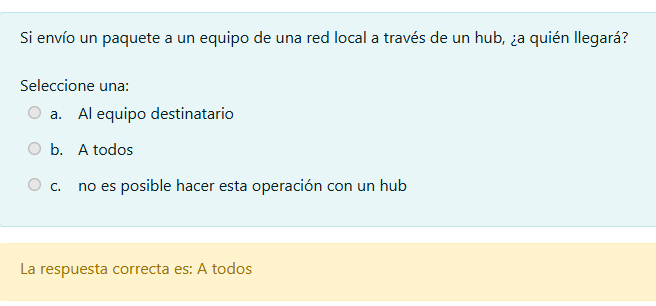 Si envío un paquete a un equipo de una red local a través de un hub, ¿a quién llegará?
Seleccione una:
a. Al equipo destinatario
b. A todos
c. no es posible hacer esta operación con un hub
La respuesta correcta es: A todos